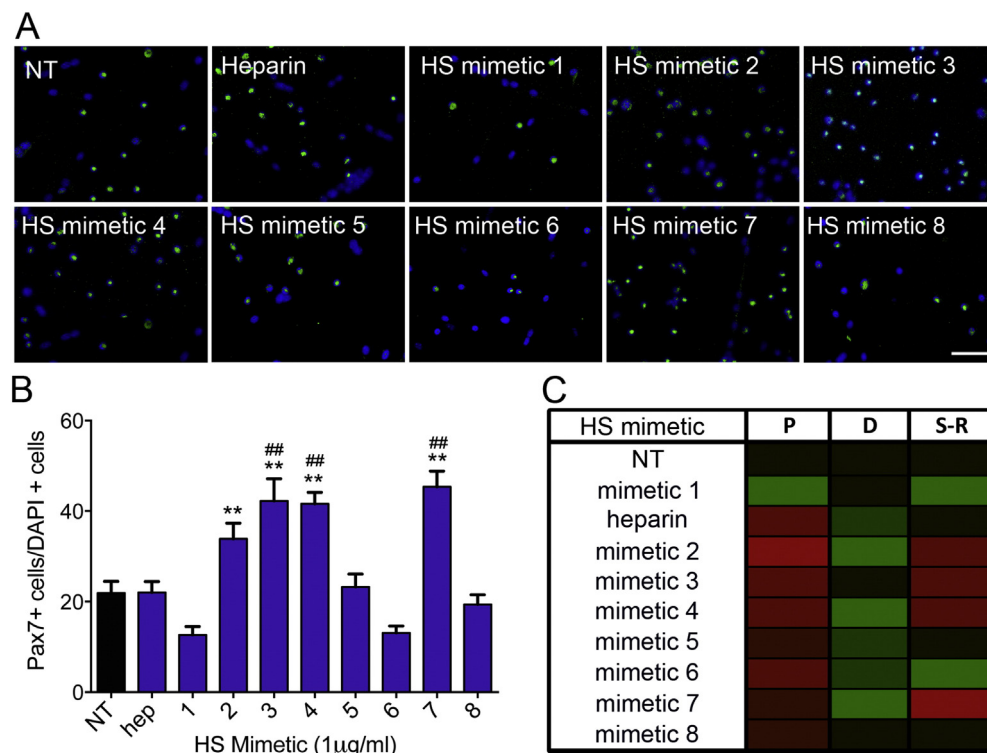 A
NT
Heparin
HS mimetic 1
HS mimetic 2
HS mimetic 3
HS mimetic 4
HS mimetic 5
HS mimetic 6
HS mimetic 7
HS mimetic 8
B
Pax7+ cells/DAPI + cells
60
40
20
0
**
##
**
##
**
##
**
NT hep 1 2 3 4 5 6 7 8
HS Mimetic (1µg/ml)
C
HS mimetic P D S-R
NT
mimetic 1
heparin
mimetic 2
mimetic 3
mimetic 4
mimetic 5
mimetic 6
mimetic 7
mimetic 8